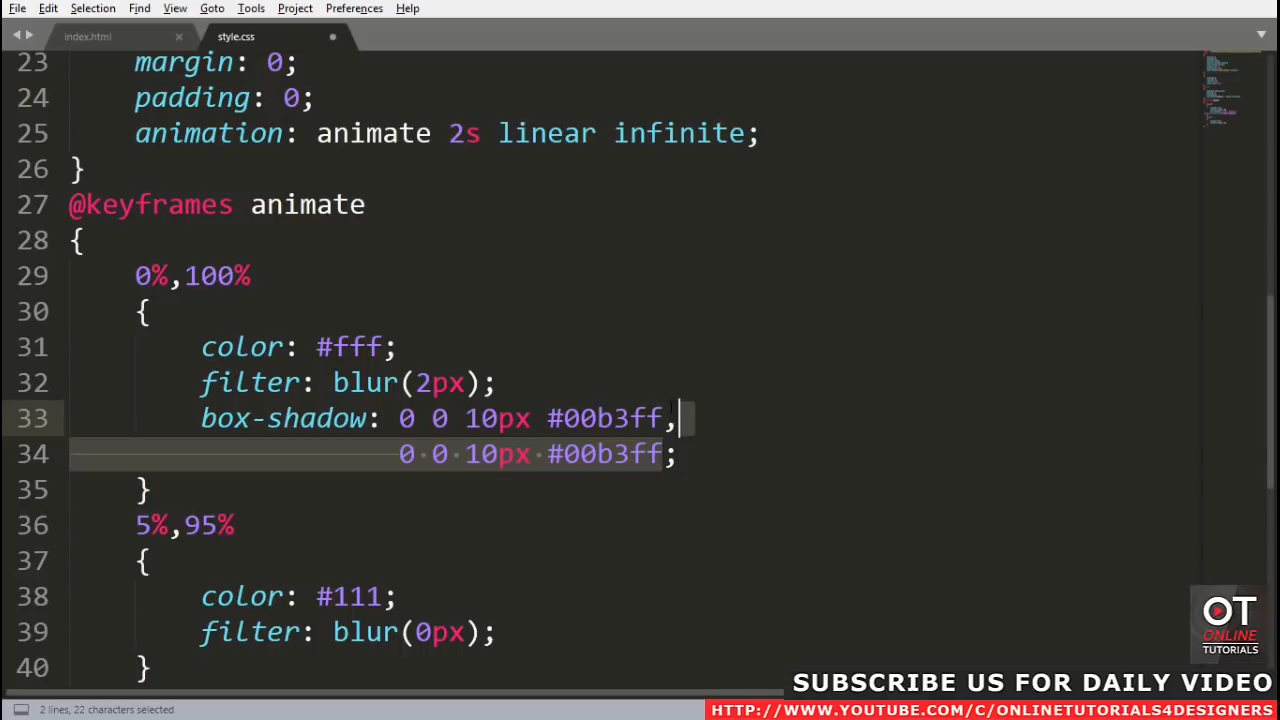 File Edit Selection View Goto Tools Project Preferences Help
index.html × style.css
23 margin: 0;
24 padding: 0;
25 animation: animate 2s linear infinite;
26 }
27 @keyframes animate
28 {
29 0%,100%
30 {
31 color: #fff;
32 filter: blur(2px);
33 box-shadow: 0 0 10px #00b3ff,
34 0 0 10px #00b3ff;
35 }
36 5%,95%
37 {
38 color: #111;
39 filter: blur(0px);
40 }
OT
ONLINE
TUTORIALS
SUBSCRIBE US FOR DAILY VIDEO
2 lines, 22 characters selected
HTTP://WWW.YOUTUBE.COM/C/ONLINETUTORIALS4DESIGNERS